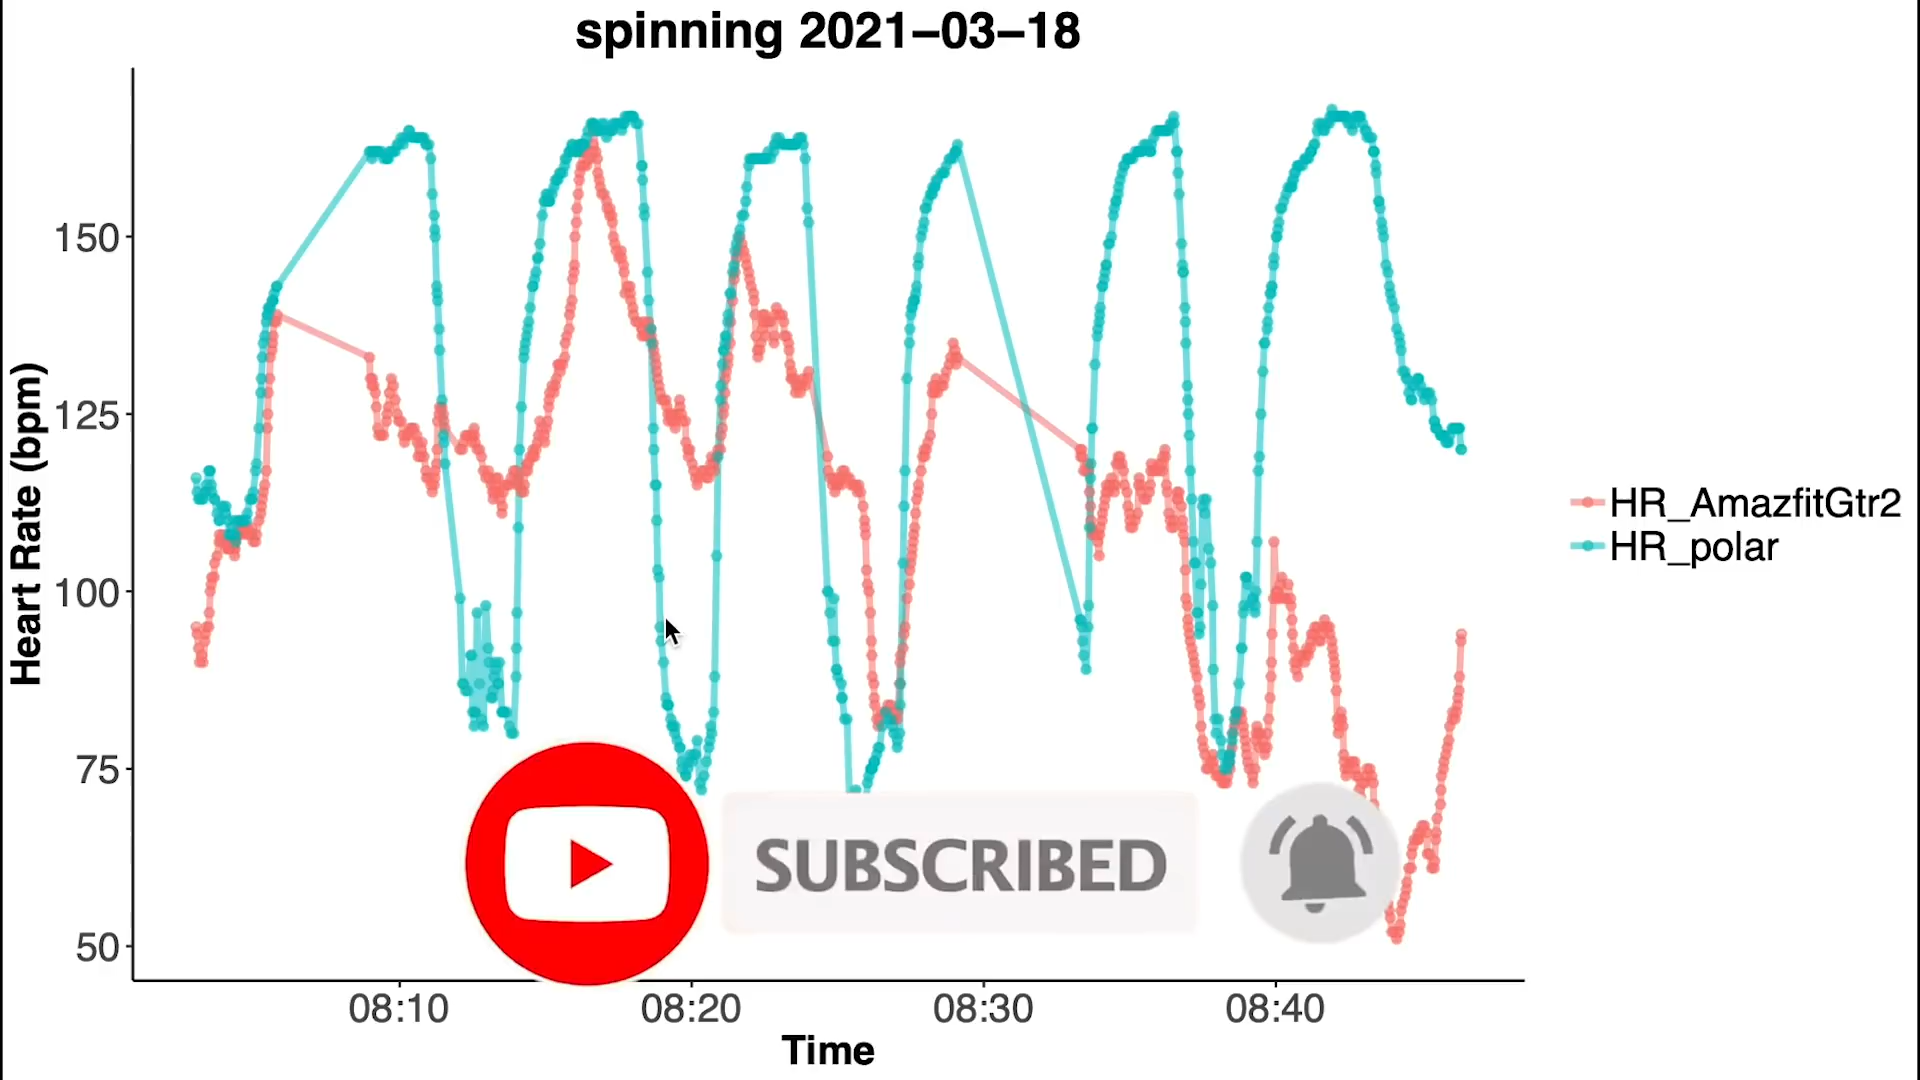 spinning 2021–03–18
Heart Rate (bpm)
150
125
100
75
50
HR_AmazfitGtr2
HR_polar
SUBSCRIBED
08:10
08:20
08:30
08:40
Time